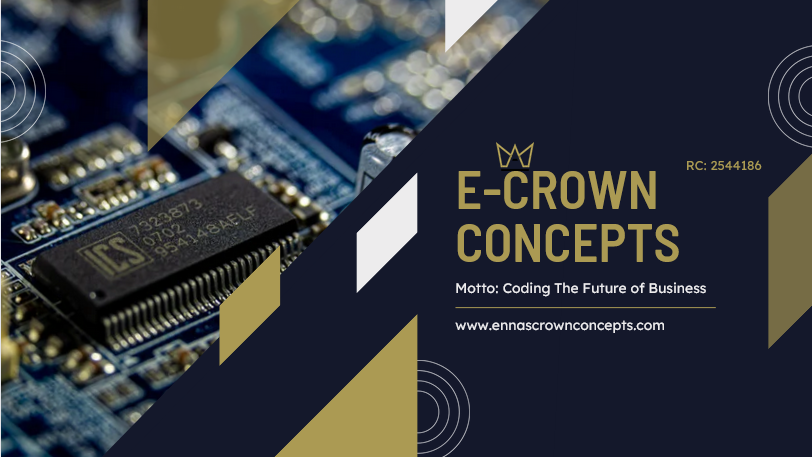 7323873
0702
954148AELF
ICS
RC: 2544186
E-CROWN
CONCEPTS
Motto: Coding The Future of Business
www.ennascrownconcepts.com